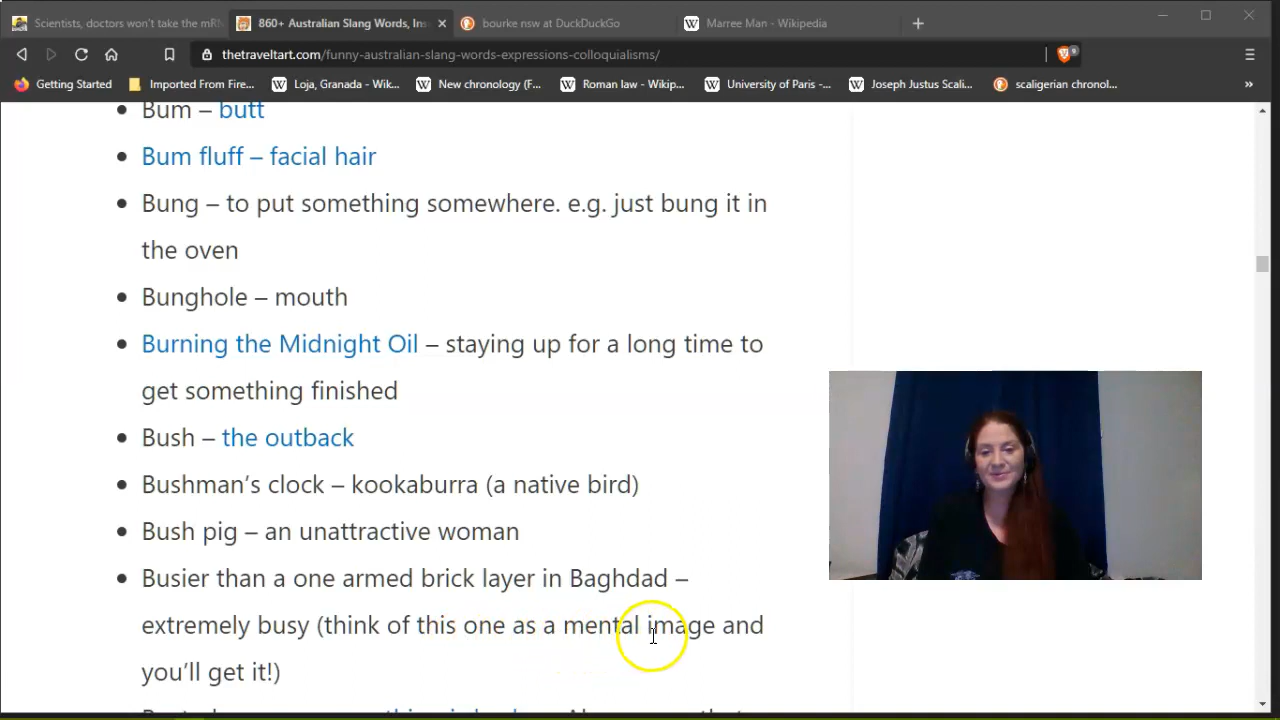 Scientists, doctors won't take the mRN
860+ Australian Slang Words, Ins
bourke nsw at DuckDuckGo
Marree Man - Wikipedia
thetraveltart.com/funny-australian-slang-words-expressions-colloquialisms/
Getting Started
Imported From Fire...
Loja, Granada - Wik...
New chronology (F...
Roman law - Wikip...
University of Paris -...
Joseph Justus Scali...
scaligerian chronol...
Bum – butt
Bum fluff – facial hair
Bung – to put something somewhere. e.g. just bung it in
the oven
Bunghole – mouth
Burning the Midnight Oil – staying up for a long time to
get something finished
Bush – the outback
Bushman's clock – kookaburra (a native bird)
Bush pig – an unattractive woman
Busier than a one armed brick layer in Baghdad –
extremely busy (think of this one as a mental image and
you'll get it!)